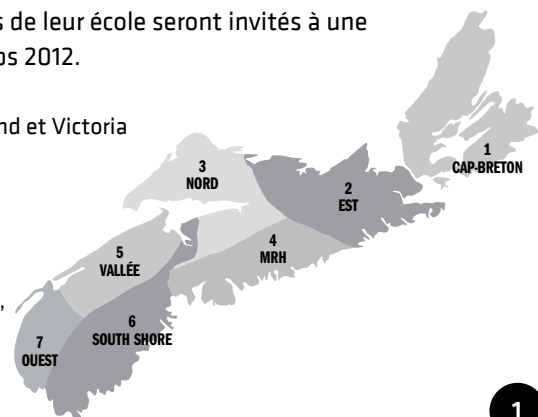 s de leur école seront invités à une
ps 2012.
nd et Victoria
1
CAP-BRETON
3
NORD
2
EST
4
MRH
5
VALLÉE
,
6
SOUTH SHORE
7
OUEST
1